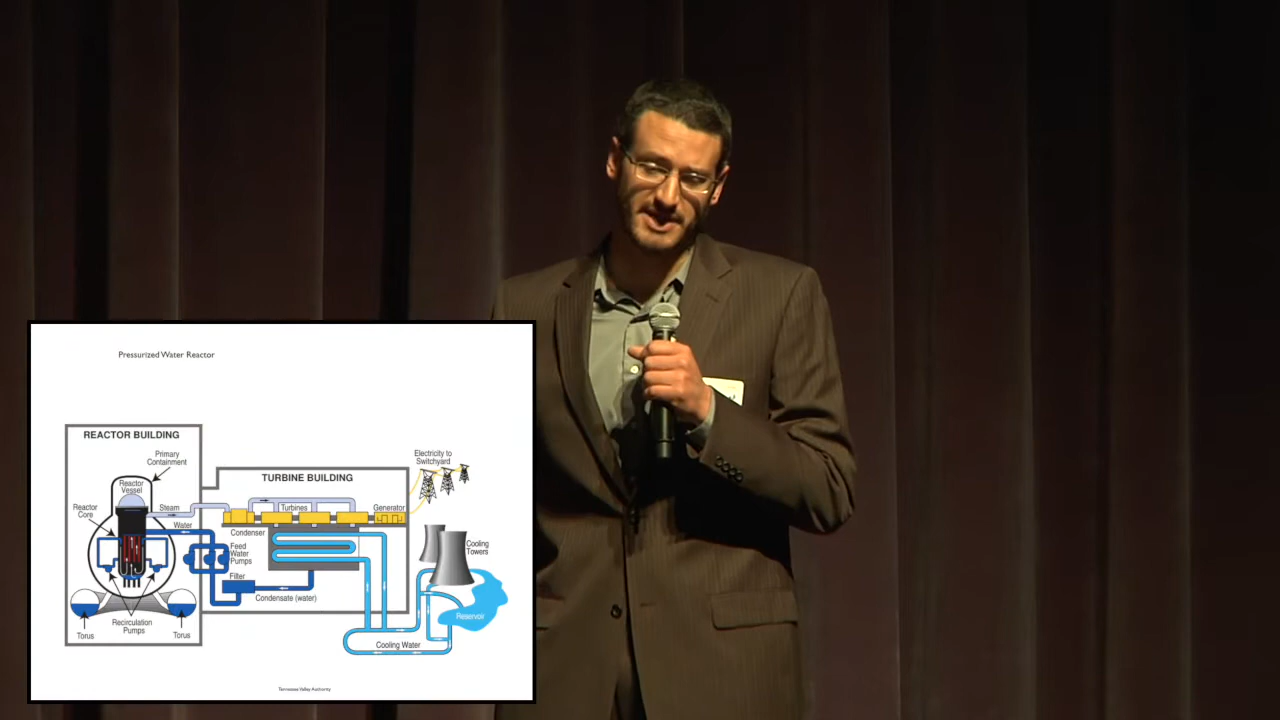 Pressurized Water Reactor
REACTOR BUILDING
Primary
Containment
Reactor
Vessel
Reactor
Core
Steam
Water
Torus
Recirculation
Pumps
Torus
TURBINE BUILDING
Turbines
Generator
Condenser
Feed
Water
Pumps
Filter
Condensate (water)
Electricity to
Switchyard
Cooling
Towers
Reservoir
Cooling Water
Tennessee Valley Authority